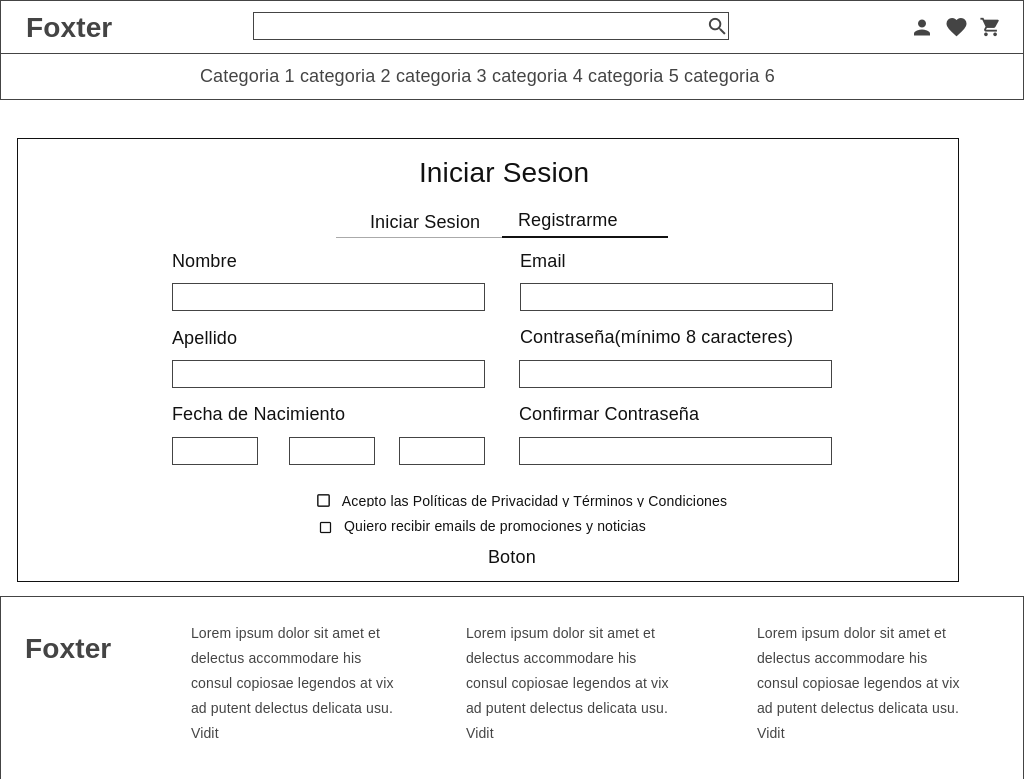 Foxter
Categoria 1 categoria 2 categoria 3 categoria 4 categoria 5 categoria 6
Iniciar Sesion
Iniciar Sesion
Registrarme
Nombre
Email
Apellido
Contraseña(mínimo 8 caracteres)
Fecha de Nacimiento
Confirmar Contraseña
Acepto las Políticas de Privacidad y Términos y Condiciones
Quiero recibir emails de promociones y noticias
Boton
Foxter
Lorem ipsum dolor sit amet et
delectus accommodare his
consul copiosae legendos at vix
ad putent delectus delicata usu.
Vidit
Lorem ipsum dolor sit amet et
delectus accommodare his
consul copiosae legendos at vix
ad putent delectus delicata usu.
Vidit
Lorem ipsum dolor sit amet et
delectus accommodare his
consul copiosae legendos at vix
ad putent delectus delicata usu.
Vidit